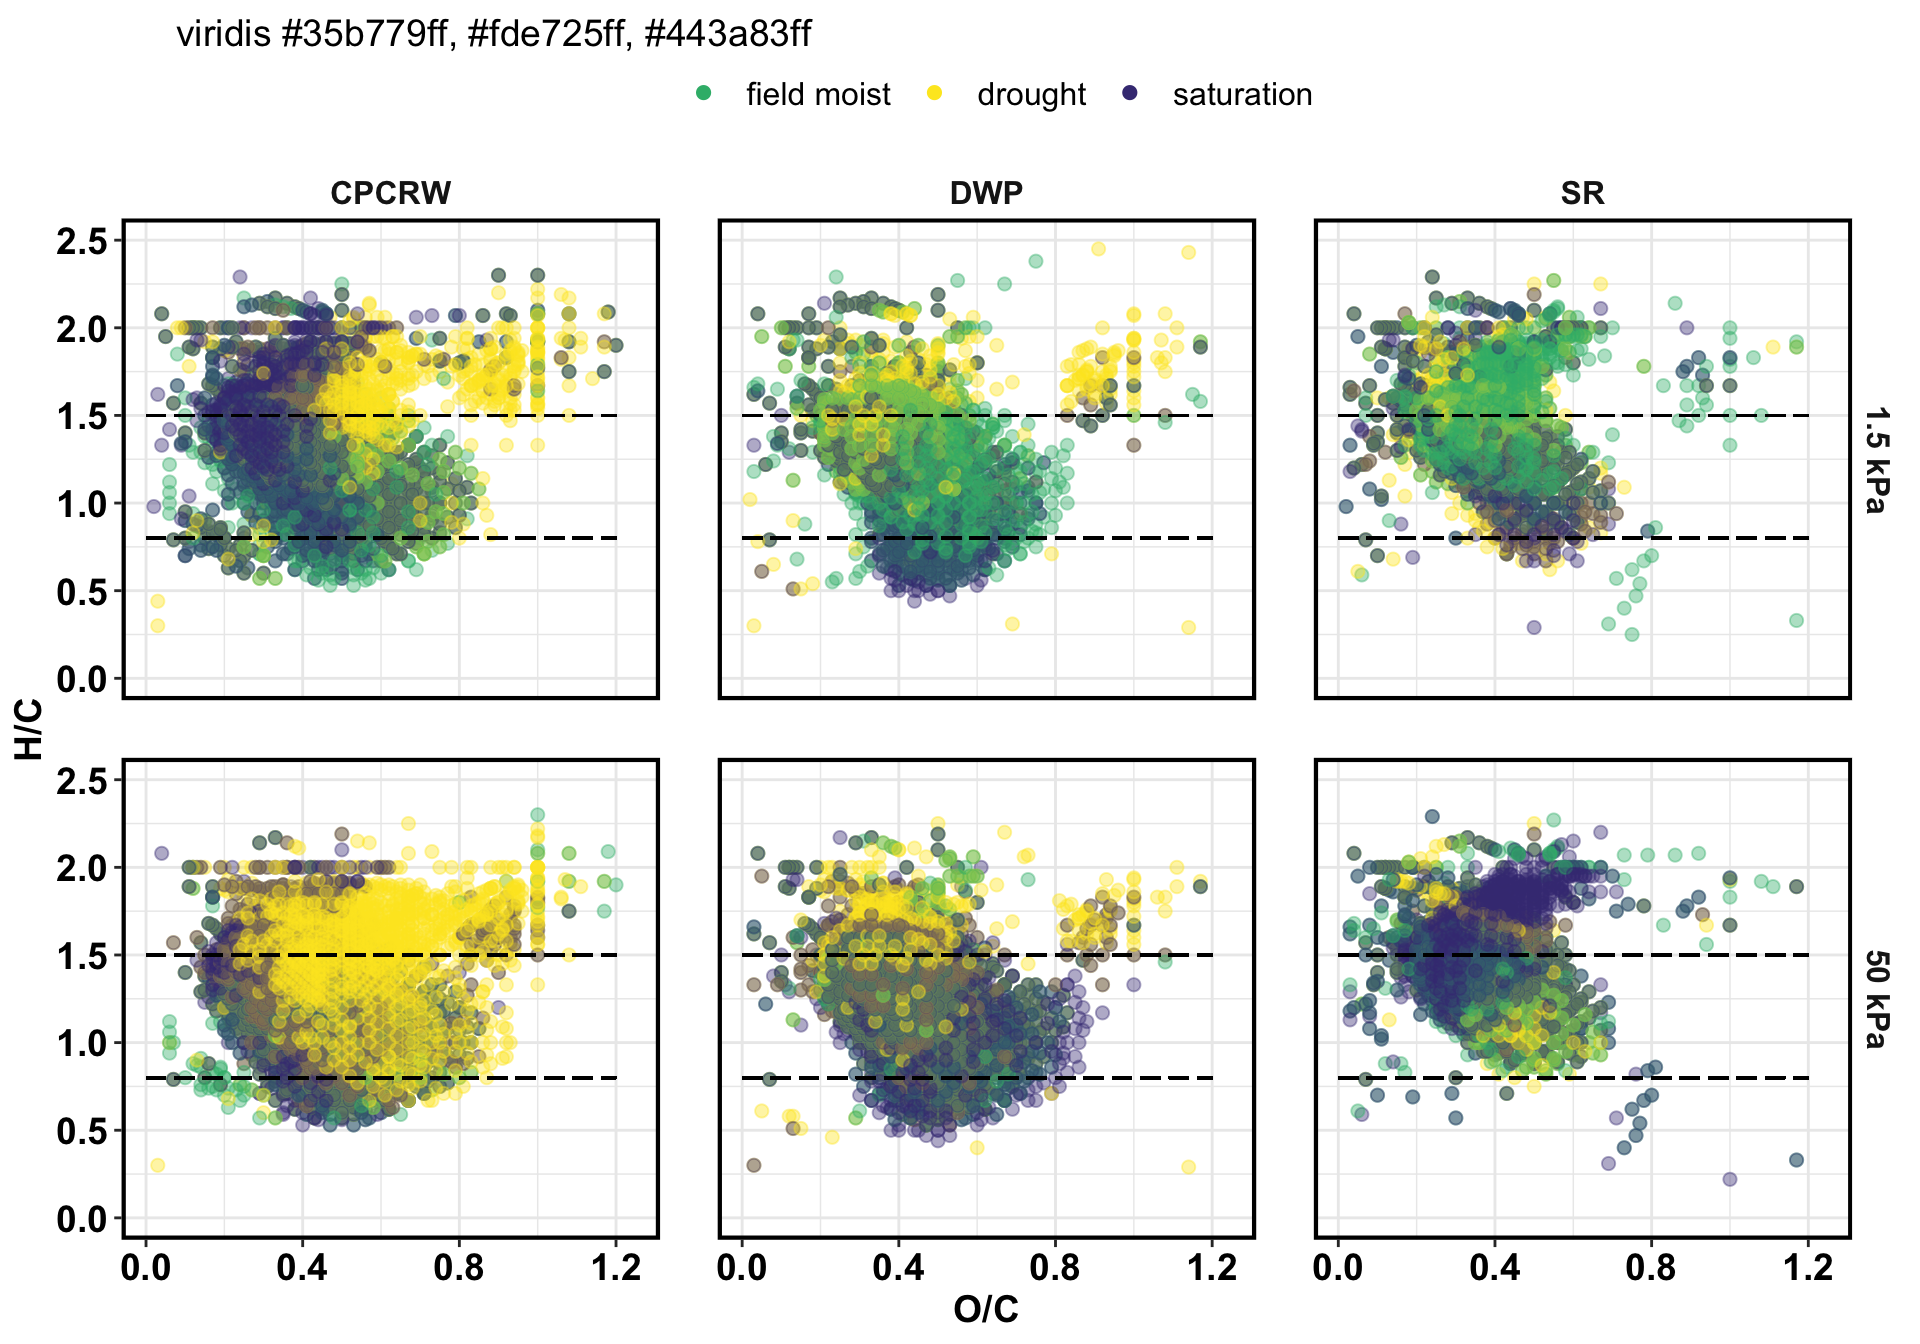 viridis #35b779ff, #fde725ff, #443a83ff
field moist drought saturation
CPCRW DWP SR
2.5
2.0
1.5
1.0
0.5
0.0
1.5 kPa
H/C
2.5
2.0
1.5
1.0
0.5
0.0
50 kPa
0.0 0.4 0.8 1.2 0.0 0.4 0.8 1.2 0.0 0.4 0.8 1.2
O/C